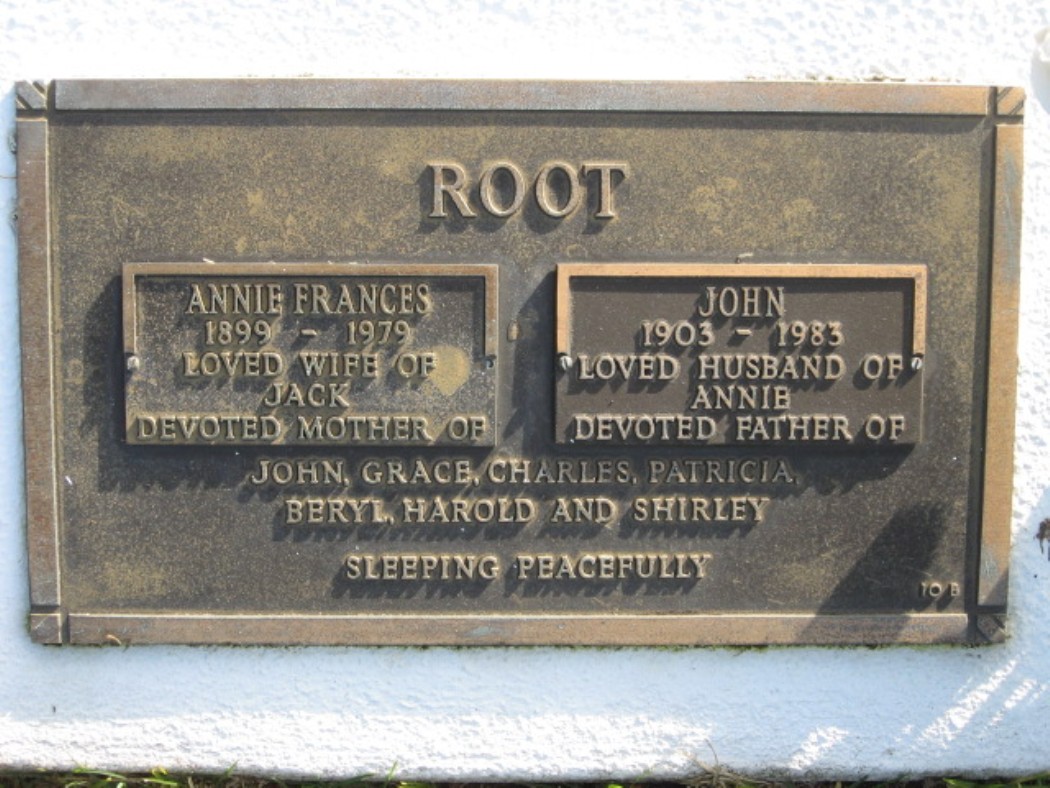 ROOT
ANNIE FRANCES
1899 - 1979
LOVED WIFE OF
JACK
DEVOTED MOTHER OF
JOHN
1903 - 1983
LOVED HUSBAND OF
ANNIE
DEVOTED FATHER OF
JOHN, GRACE, CHARLES, PATRICIA,
BERYL, HAROLD AND SHIRLEY
SLEEPING PEACEFULLY
10 B